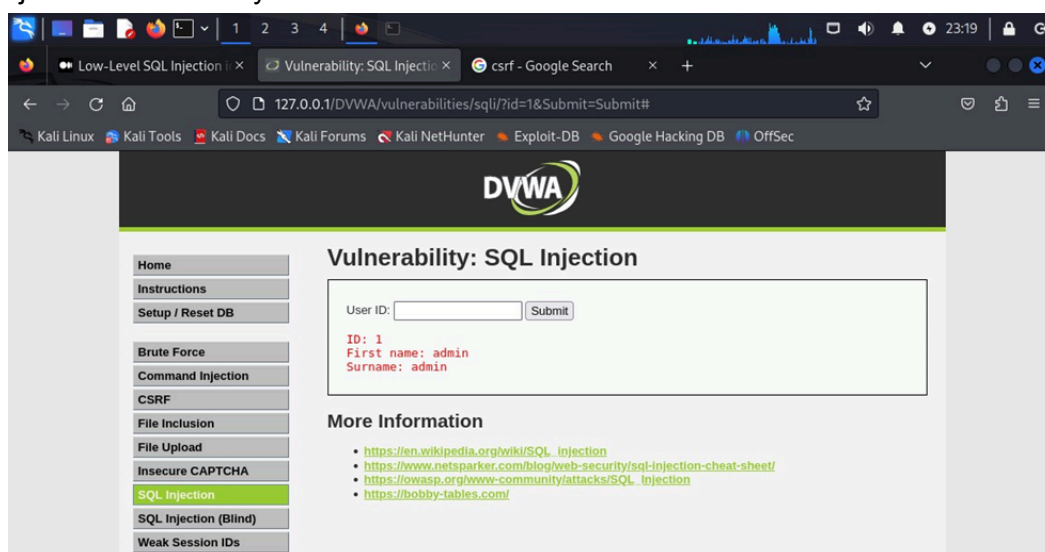 1 2 3 4 23:19 G
Low-Level SQL Injection i Vulnerability: SQL Injectio csrf - Google Search
127.0.0.1/DVWA/vulnerabilities/sqli/?id=1&Submit=Submit#
Kali Linux Kali Tools Kali Docs Kali Forums Kali NetHunter Exploit-DB Google Hacking DB OffSec
DVWA
Home
Instructions
Setup / Reset DB
Brute Force
Command Injection
CSRF
File Inclusion
File Upload
Insecure CAPTCHA
SQL Injection
SQL Injection (Blind)
Weak Session IDs
Vulnerability: SQL Injection
User ID: Submit
ID: 1
First name: admin
Surname: admin
More Information
https://en.wikipedia.org/wiki/SQL_injection
https://www.netsparker.com/blog/web-security/sql-injection-cheat-sheet/
https://owasp.org/www-community/attacks/SQL_Injection
https://bobby-tables.com/